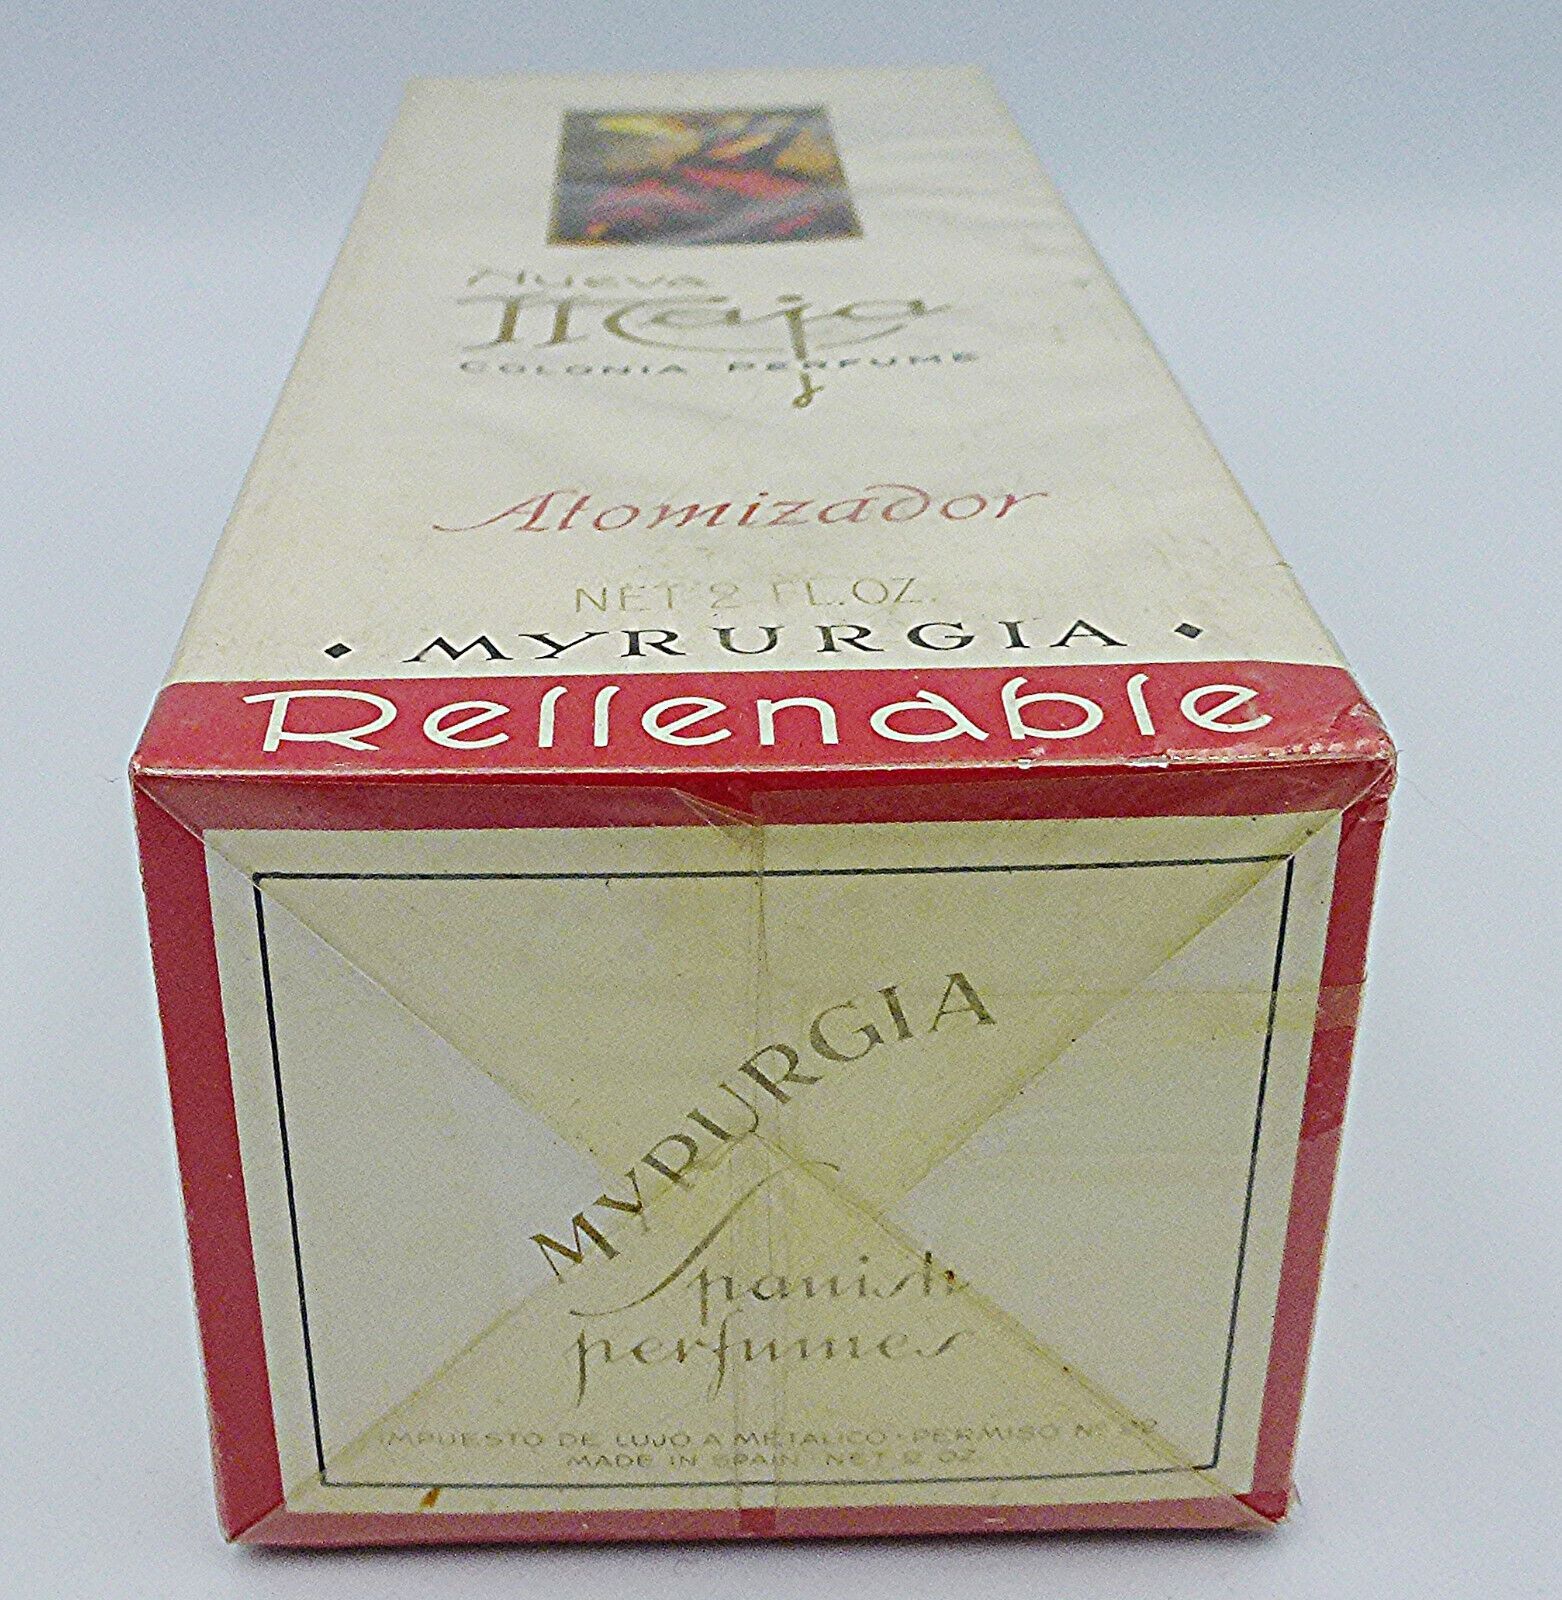 NUEVA
Maja
COLONIA PERFUME
Atomizador
NET 2 FL.OZ.
• MYRURGIA •
Rellenable
MYRURGIA
Spanish
perfumes
IMPUESTO DE LUJO A METALICO • PERMISO Nº
MADE IN SPAIN NET 2 OZ.